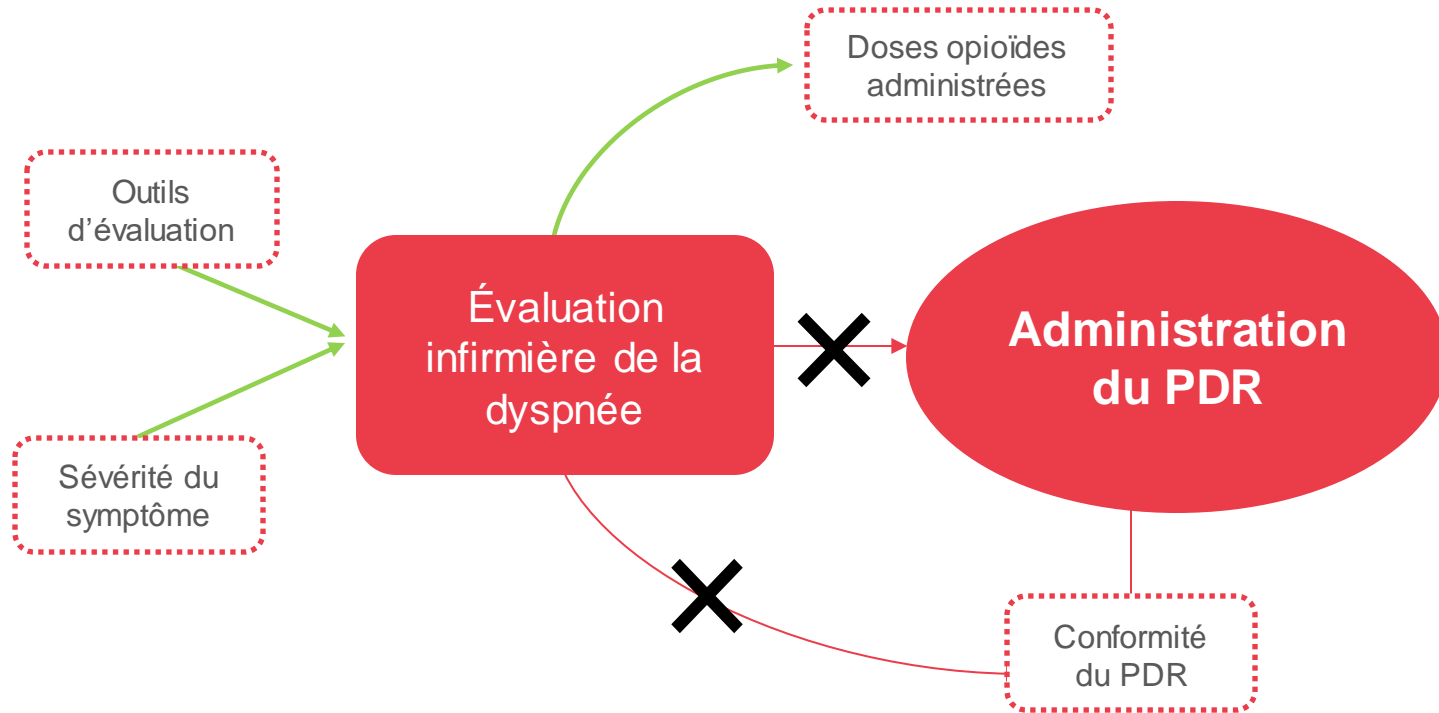 Doses opioïdes
administrées
Outils
d'évaluation
Évaluation
infirmière de la
dyspnée
Administration
du PDR
Sévérité du
symptôme
Conformité
du PDR